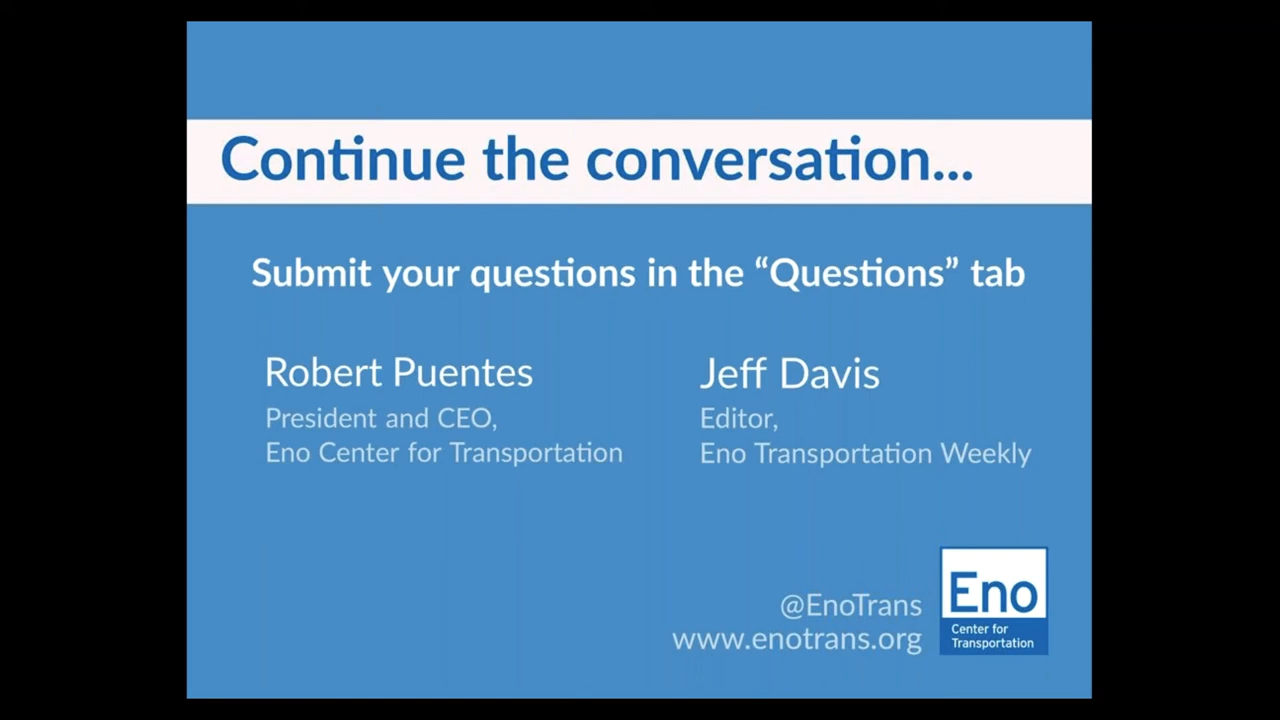 Continue the conversation...
Submit your questions in the “Questions” tab
Robert Puentes
President and CEO,
Eno Center for Transportation
Jeff Davis
Editor,
Eno Transportation Weekly
@EnoTrans
www.enotrans.org
Eno
Center for
Transportation